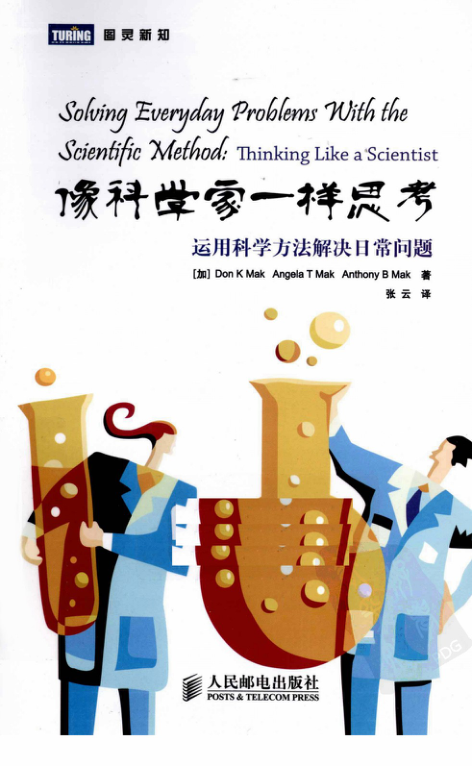 TURING 图灵新知
Solving Everyday Problems With the
Scientific Method: Thinking Like a Scientist
像科学家一样思考
运用科学方法解决日常问题
[加] Don K Mak Angela T Mak Anthony B Mak 著
张云 译
人民邮电出版社
POSTS & TELECOM PRESS